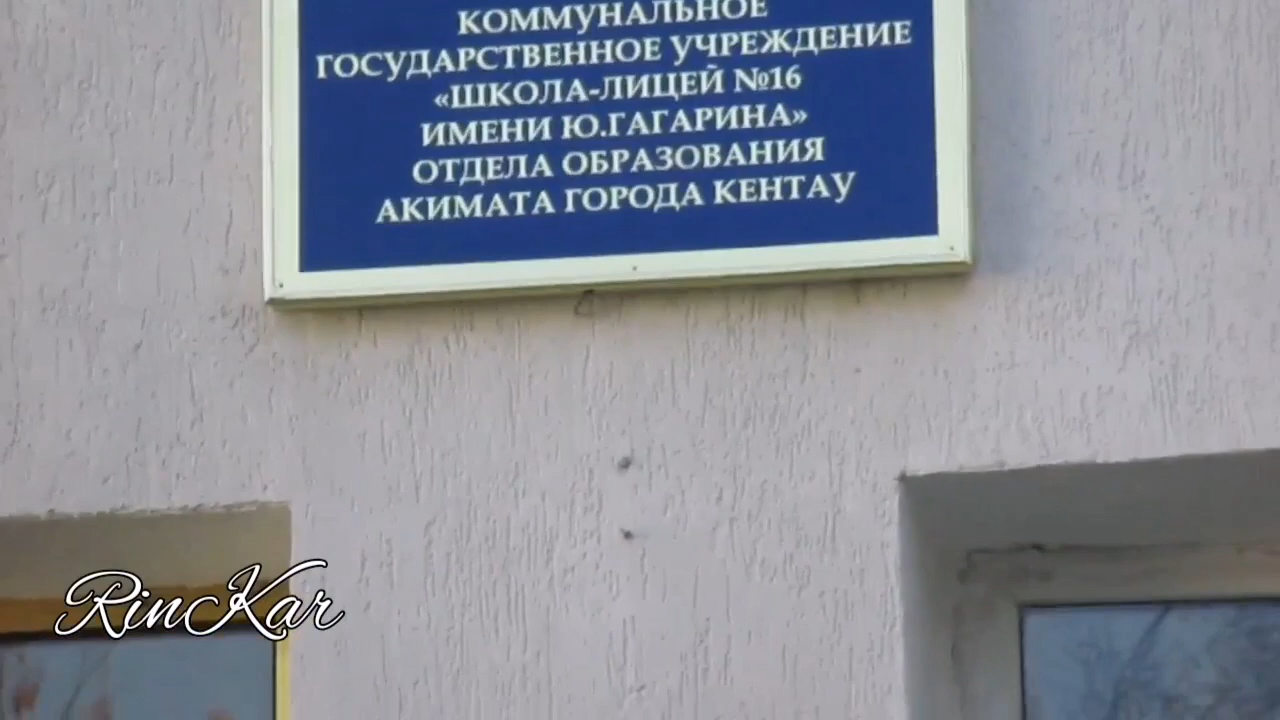 КОММУНАЛЬНОЕ
ГОСУДАРСТВЕННОЕ УЧРЕЖДЕНИЕ
«ШКОЛА-ЛИЦЕЙ №16
ИМЕНИ Ю.ГАГАРИНА»
ОТДЕЛА ОБРАЗОВАНИЯ
АКИМАТА ГОРОДА КЕНТАУ
RinKar